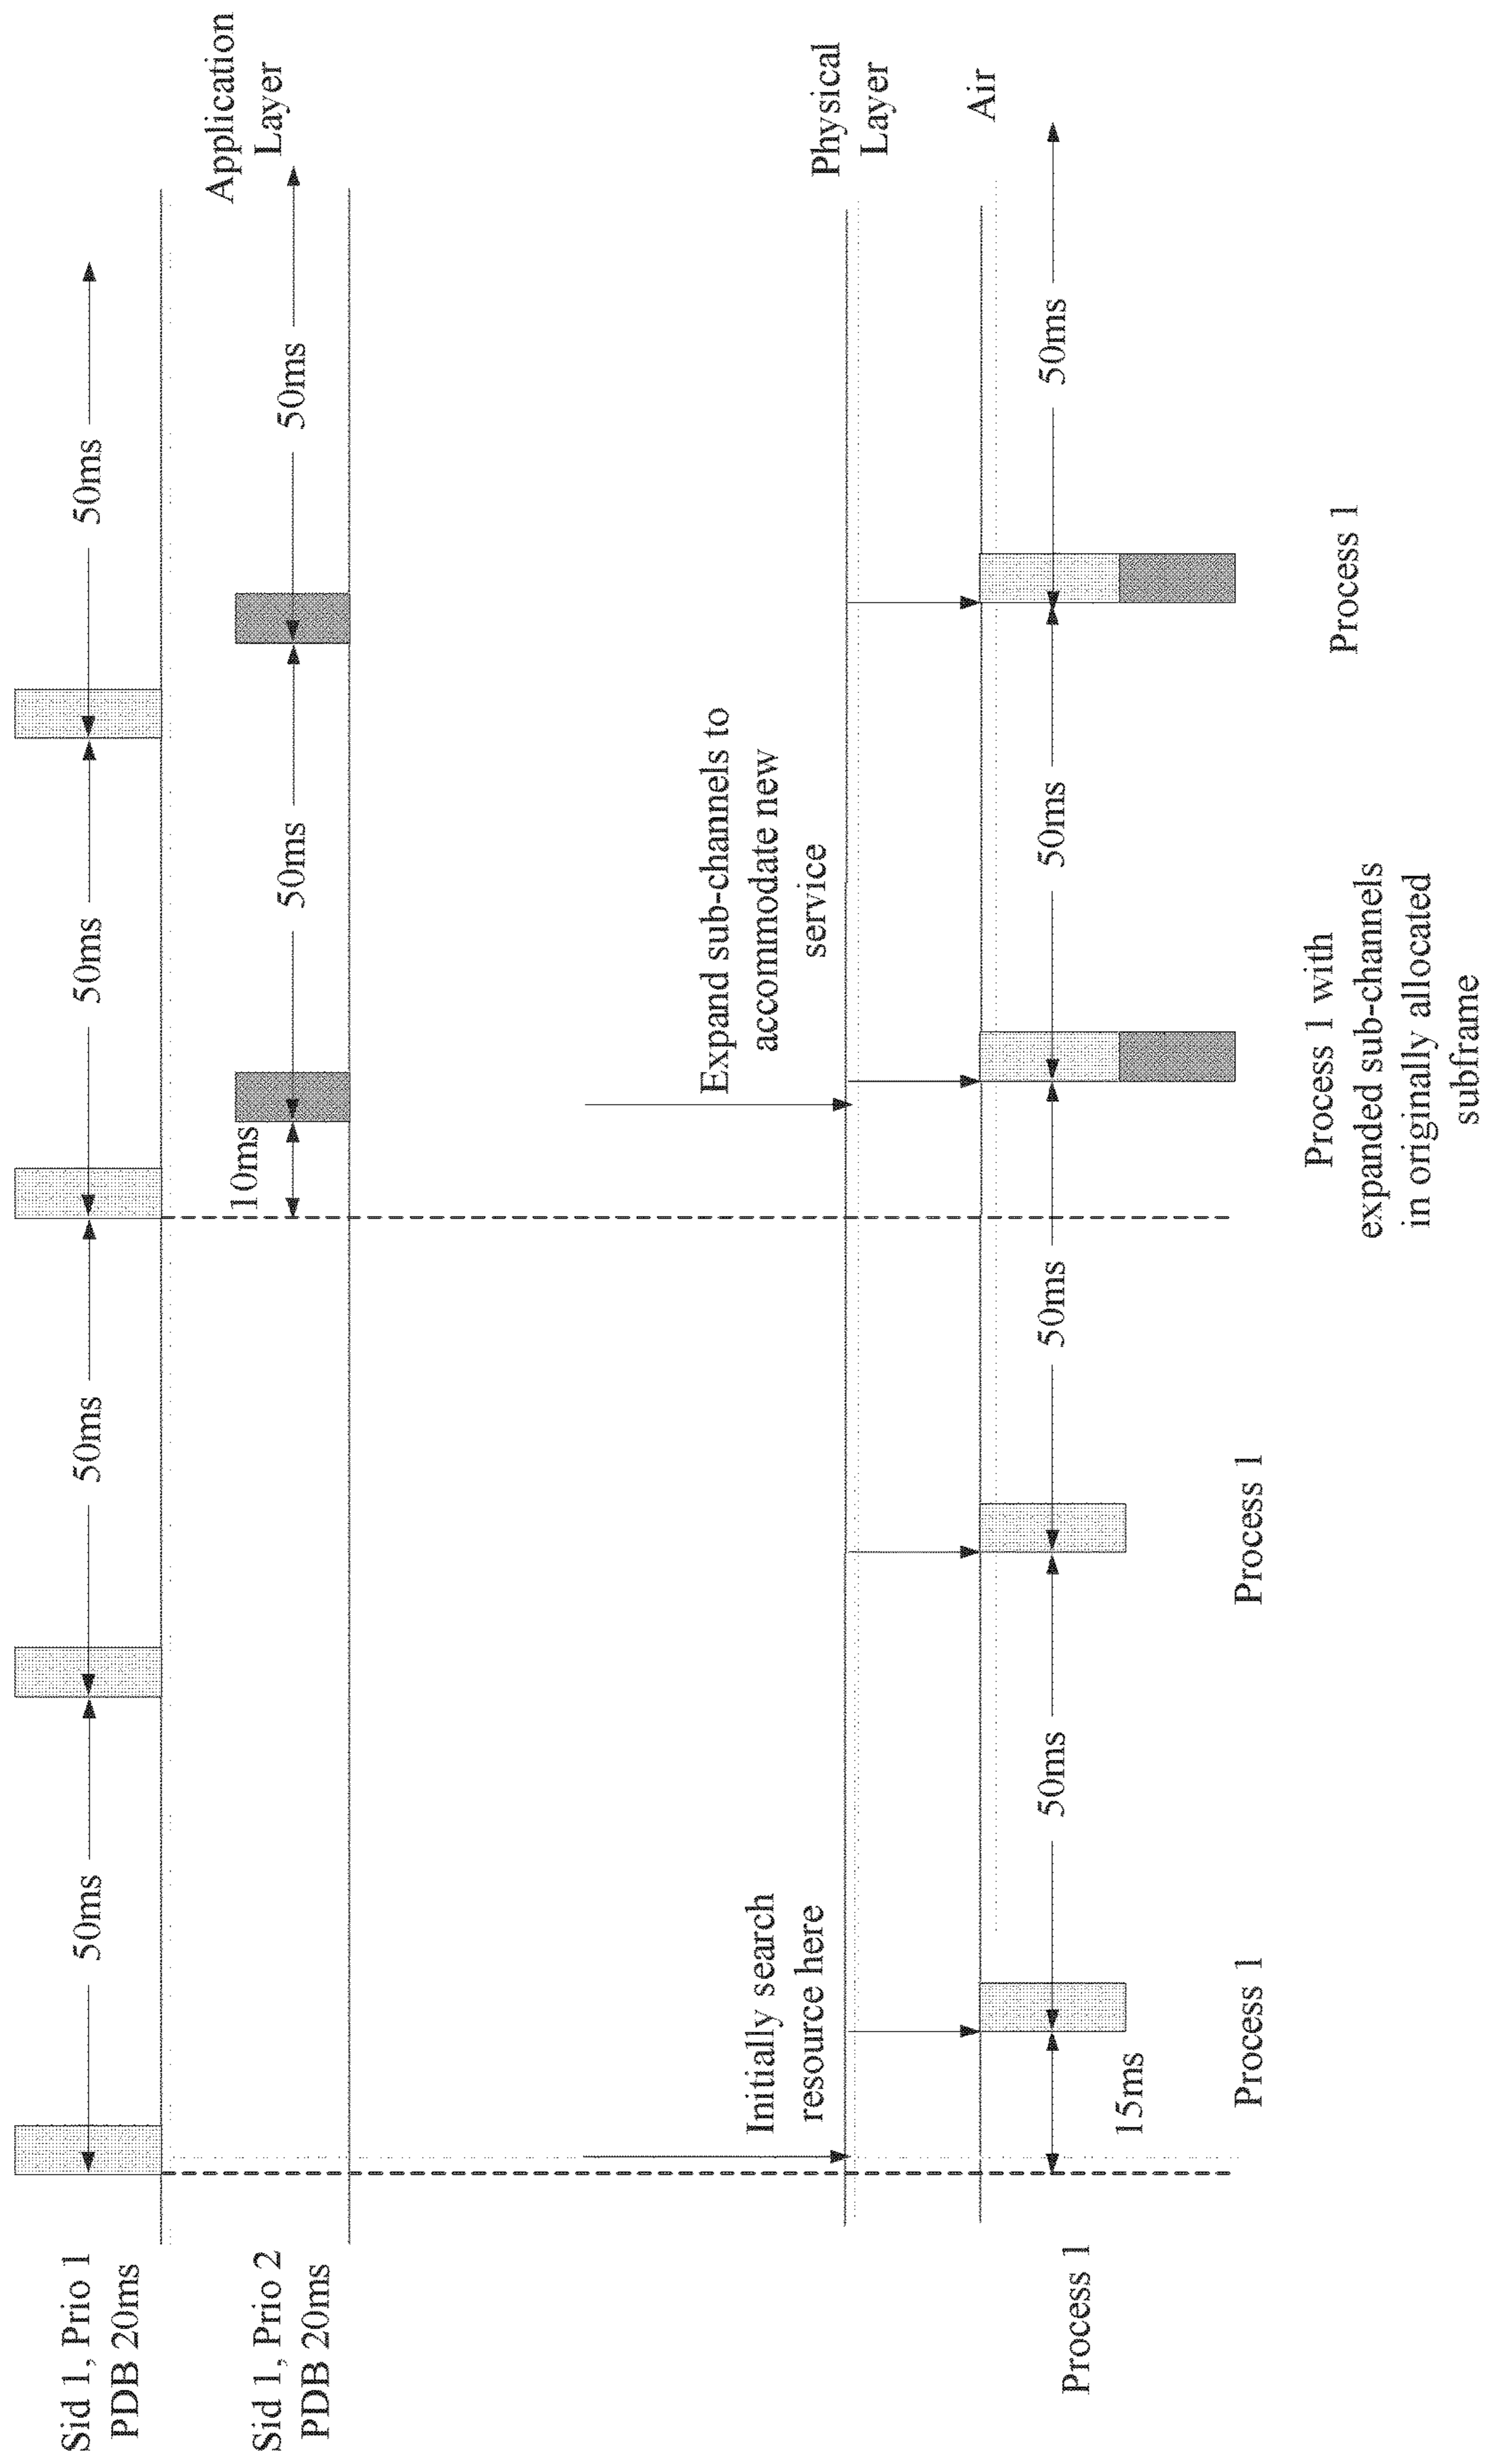 Sid 1, Prio 1
PDB 20ms
50ms
50ms
50ms
50ms
Application
Layer
Sid 1, Prio 2
PDB 20ms
10ms
50ms
50ms
Initially search
resource here
Expand sub-channels to
accommodate new
service
Physical
Layer
Air
Process 1
15ms
50ms
50ms
50ms
50ms
Process 1
Process 1
Process 1 with
expanded sub-channels
in originally allocated
subframe
Process 1